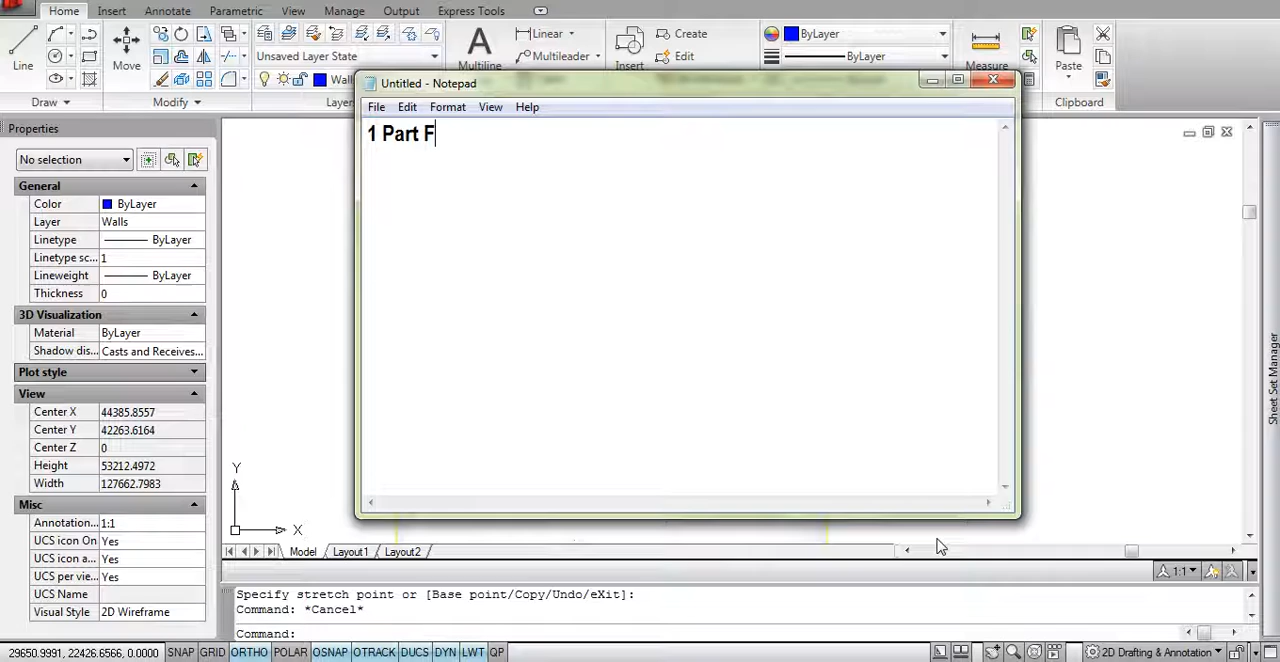 Home Insert Annotate Parametric View Manage Output Express Tools
Line
Move
Unsaved Layer State
Multiline
Linear
Multileader
Insert
Create
Edit
ByLayer
ByLayer
Measure
Paste
Draw
Modify
Clipboard
Untitled - Notepad
File Edit Format View Help
1 Part F
Properties
No selection
General
Color ByLayer
Layer Walls
Linetype ByLayer
Linetype sc... 1
Lineweight ByLayer
Thickness 0
3D Visualization
Material ByLayer
Shadow dis... Casts and Receives...
Plot style
View
Center X 44385.8557
Center Y 42263.6164
Center Z 0
Height 53212.4972
Width 127662.7983
Misc
Annotation... 1:1
UCS icon On Yes
UCS icon a... Yes
UCS per vie... Yes
UCS Name
Visual Style 2D Wireframe
Y
X
Model Layout1 Layout2
Sheet Set Manager
1:1
Specify stretch point or [Base point/Copy/Undo/eXit]:
Command: *Cancel*
Command:
29650.9991, 22426.6566, 0.0000 SNAP GRID ORTHO POLAR OSNAP OTRACK DUCS DYN LWT QP 2D Drafting & Annotation